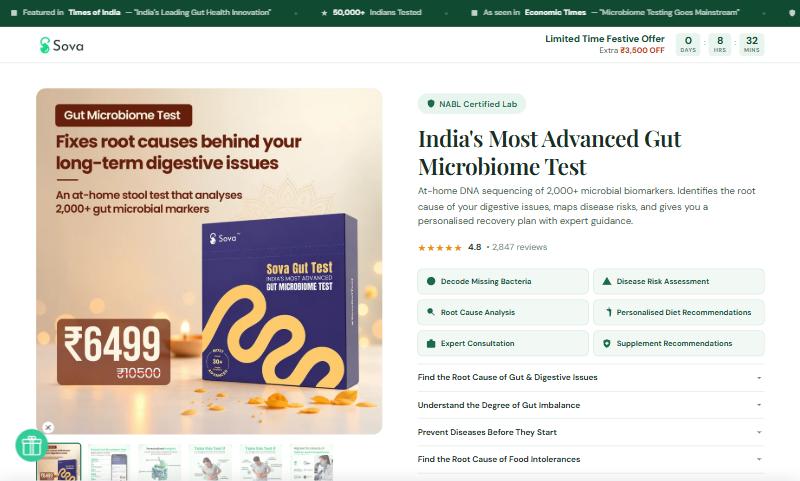 Featured in Times of India — "India's Leading Gut Health Innovation"
★ 50,000+ Indians Tested
As seen in Economic Times — "Microbiome Testing Goes Mainstream"
Sova
Limited Time Festive Offer
Extra ₹3,500 OFF
0 : 8 : 32
DAYS HRS MINS
Gut Microbiome Test
Fixes root causes behind your
long-term digestive issues
An at-home stool test that analyses
2,000+ gut microbial markers
Sova™
Sova Gut Test
INDIA'S MOST ADVANCED
GUT MICROBIOME TEST
30+
₹6499
₹10500
NABL Certified Lab
India's Most Advanced Gut
Microbiome Test
At-home DNA sequencing of 2,000+ microbial biomarkers. Identifies the root
cause of your digestive issues, maps disease risks, and gives you a
personalised recovery plan with expert guidance.
★★★★★ 4.8 • 2,847 reviews
Decode Missing Bacteria
Disease Risk Assessment
Root Cause Analysis
Personalised Diet Recommendations
Expert Consultation
Supplement Recommendations
Find the Root Cause of Gut & Digestive Issues
Understand the Degree of Gut Imbalance
Prevent Diseases Before They Start
Find the Root Cause of Food Intolerances